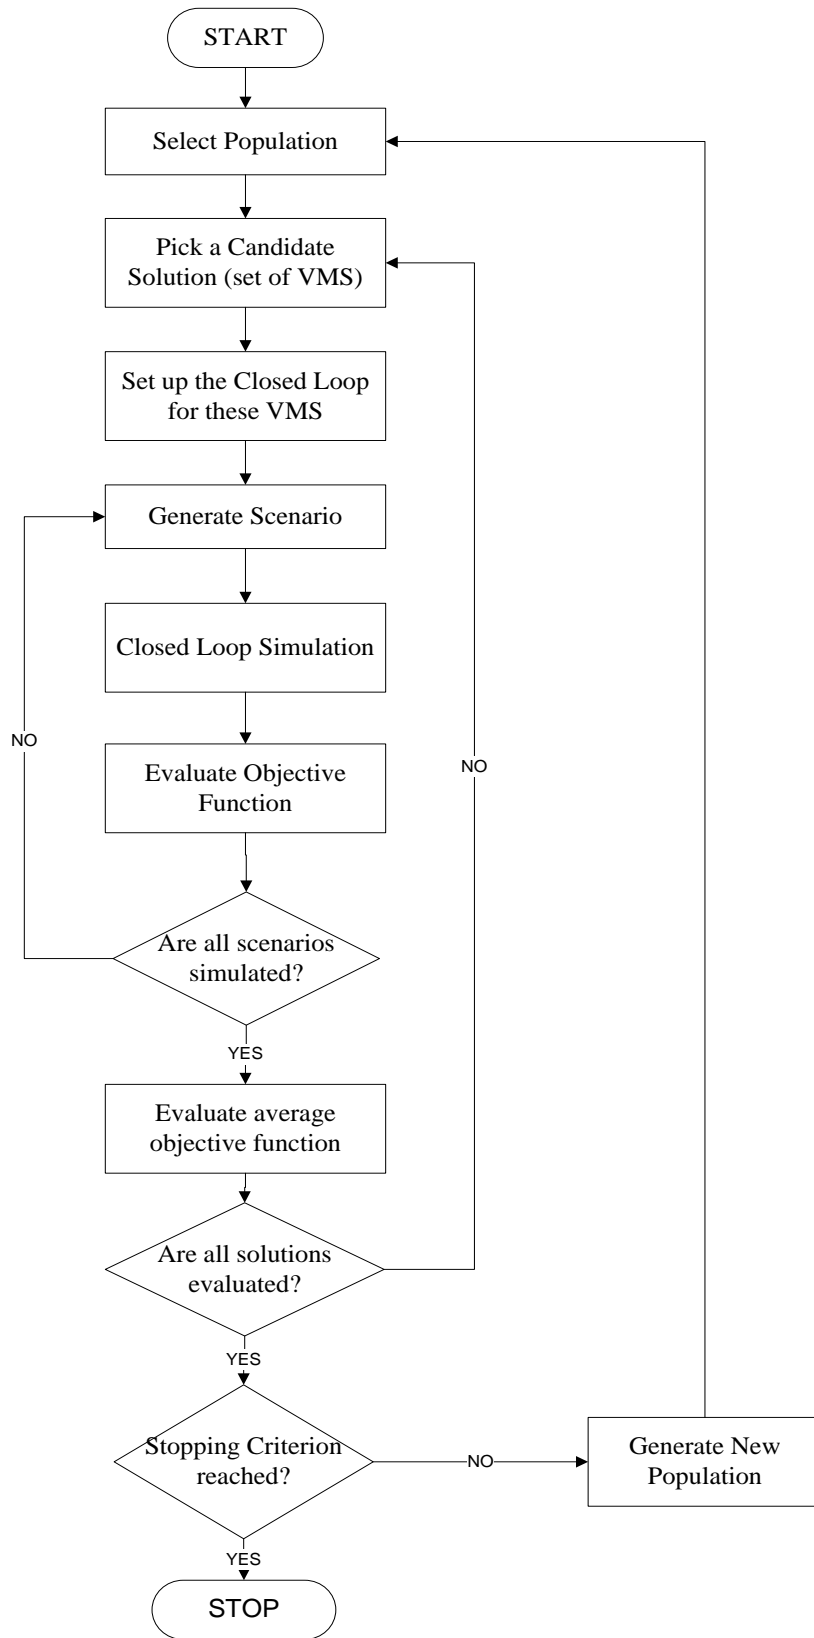 START
Select Population
Pick a Candidate
Solution (set of VMS)
Set up the Closed Loop
for these VMS
Generate Scenario
Closed Loop Simulation
NO
Evaluate Objective
Function
NO
Are all scenarios
simulated?
YES
Evaluate average
objective function
Are all solutions
evaluated?
YES
Stopping Criterion
reached?
NO
Generate New
Population
YES
STOP